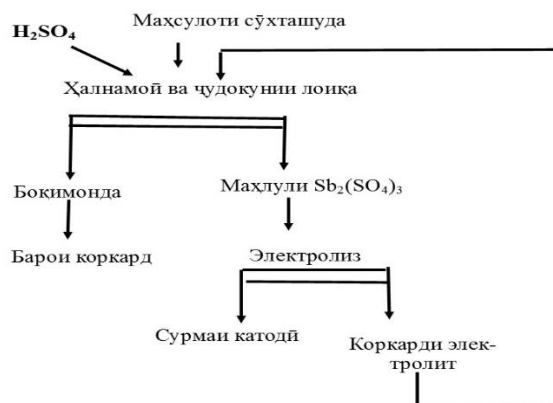 H₂SO₄
Маҳсулоти сӯхташуда
Ҳалнамоӣ ва ҷудокунии лоиқа
Боқимонда
Маҳлули Sb₂(SO₄)₃
Барои коркард
Электролиз
Сурмаи катодӣ
Коркарди элек-
тролит